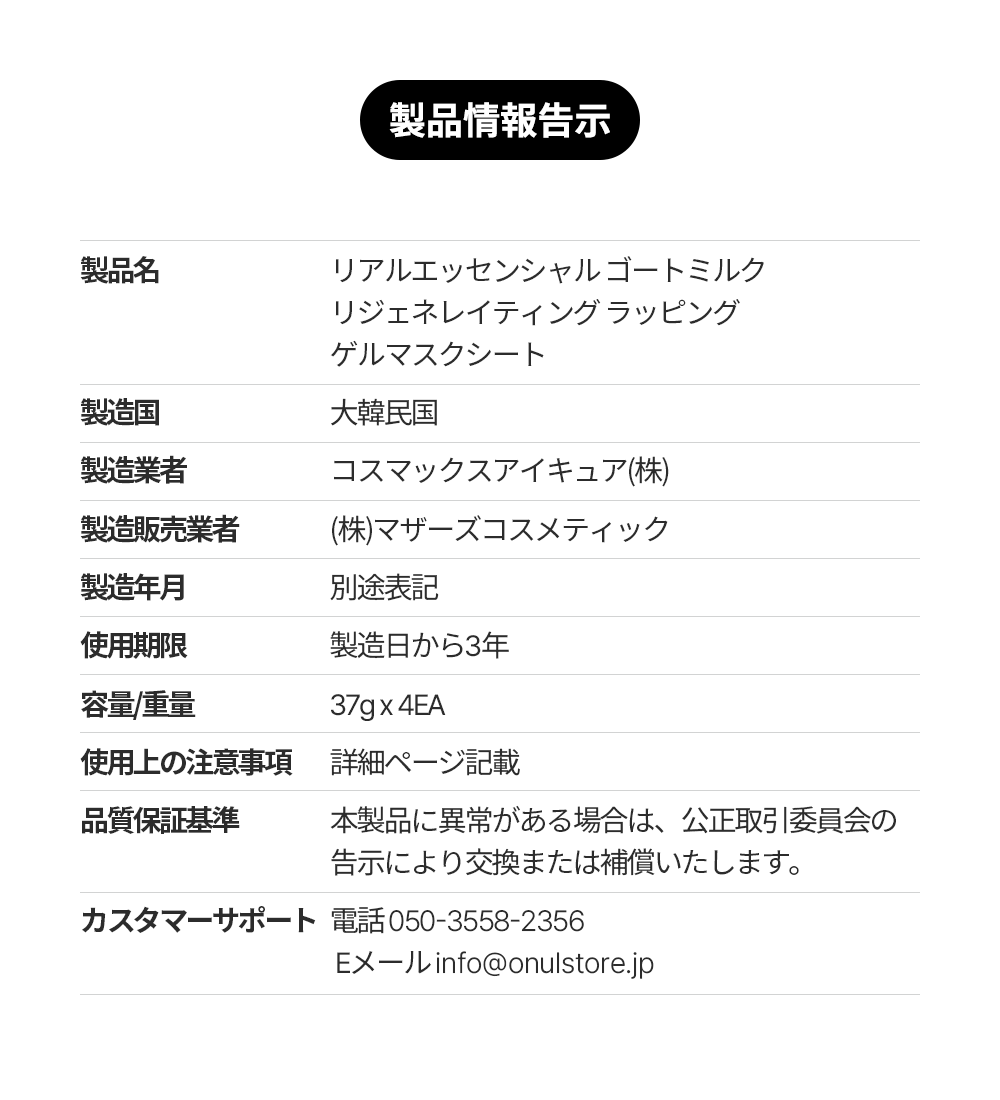 製品情報告示
製品名 リアルエッセンシャル ゴートミルク
リジェネレイティング ラッピング
ゲルマスクシート
製造国 大韓民国
製造業者 コスマックスアイキュア(株)
製造販売業者 (株)マザーズコスメティック
製造年月 別途表記
使用期限 製造日から3年
容量/重量 37g x 4EA
使用上の注意事項 詳細ページ記載
品質保証基準 本製品に異常がある場合は、公正取引委員会の
告示により交換または補償いたします。
カスタマーサポート 電話 050-3558-2356
Eメール info@onulstore.jp